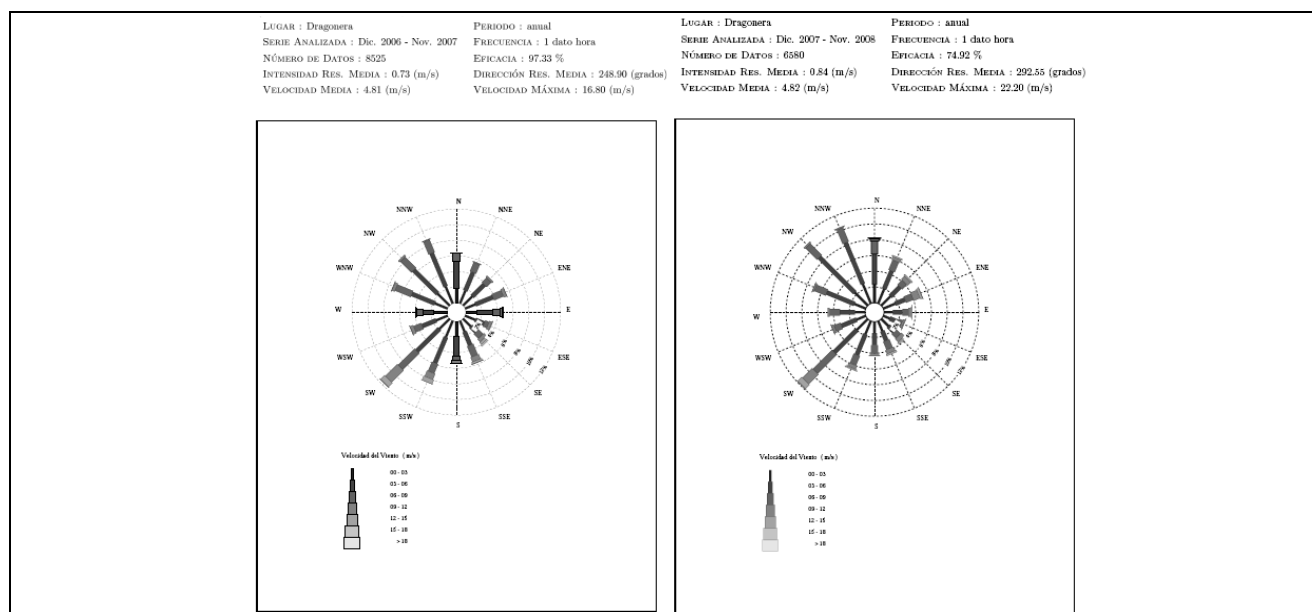 LUGAR : Dragonera PERIODO : anual
SERIE ANALIZADA : Dic. 2006 - Nov. 2007 FRECUENCIA : 1 dato hora
NÚMERO DE DATOS : 8525 EFICACIA : 97.33 %
INTENSIDAD RES. MEDIA : 0.73 (m/s) DIRECCIÓN RES. MEDIA : 248.90 (grados)
VELOCIDAD MEDIA : 4.81 (m/s) VELOCIDAD MÁXIMA : 16.80 (m/s)
N
NNW NNE
NW NE
WNW ENE
W E
WSW ESE
SW SE
SSW SSE
S
Velocidad del Viento (m/s)
00 - 03
03 - 06
06 - 09
09 - 12
12 - 15
15 - 18
> 18
LUGAR : Dragonera PERIODO : anual
SERIE ANALIZADA : Dic. 2007 - Nov. 2008 FRECUENCIA : 1 dato hora
NÚMERO DE DATOS : 6580 EFICACIA : 74.92 %
INTENSIDAD RES. MEDIA : 0.84 (m/s) DIRECCIÓN RES. MEDIA : 292.55 (grados)
VELOCIDAD MEDIA : 4.82 (m/s) VELOCIDAD MÁXIMA : 22.20 (m/s)
N
NNW NNE
NW NE
WNW ENE
W E
WSW ESE
SW SE
SSW SSE
S
Velocidad del Viento (m/s)
00 - 03
03 - 06
06 - 09
09 - 12
12 - 15
15 - 18
> 18